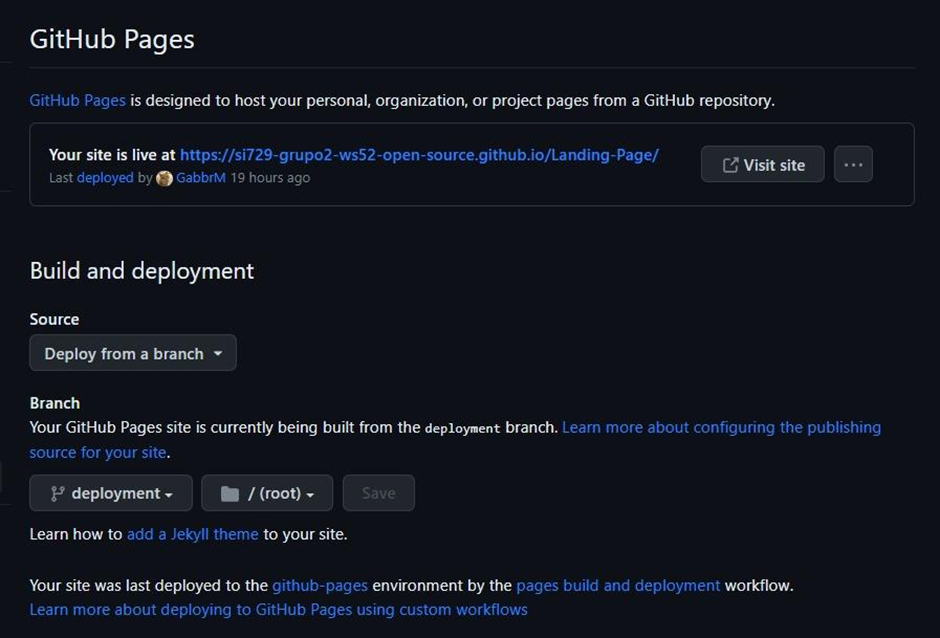 GitHub Pages
GitHub Pages is designed to host your personal, organization, or project pages from a GitHub repository.
Your site is live at https://si729-grupo2-ws52-open-source.github.io/Landing-Page/
Last deployed by GabbrM 19 hours ago
Visit site
Build and deployment
Source
Deploy from a branch
Branch
Your GitHub Pages site is currently being built from the deployment branch. Learn more about configuring the publishing
source for your site.
deployment
/ (root)
Save
Learn how to add a Jekyll theme to your site.
Your site was last deployed to the github-pages environment by the pages build and deployment workflow.
Learn more about deploying to GitHub Pages using custom workflows